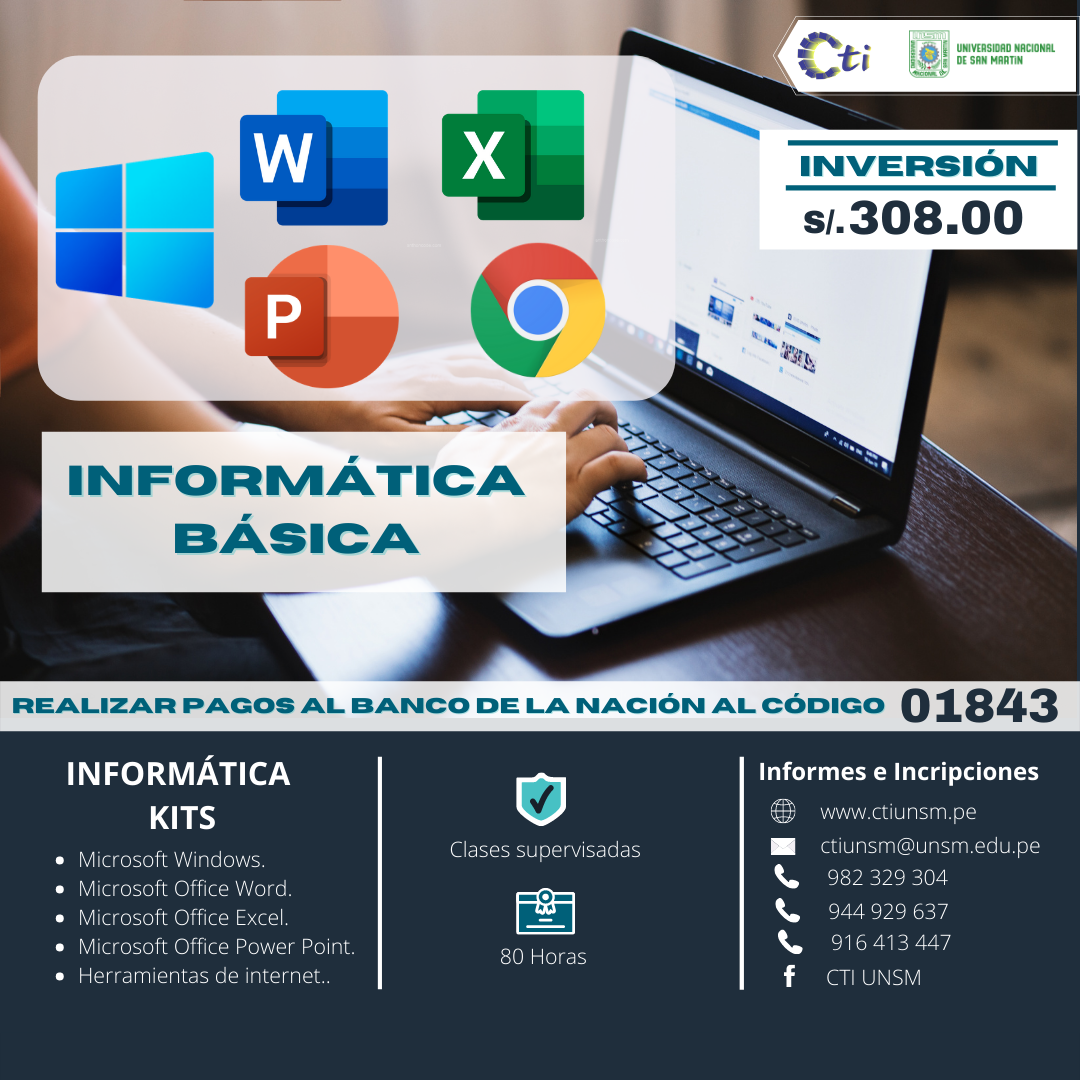 Cti
UNIVERSIDAD NACIONAL
DE SAN MARTIN
W
X
P
INVERSIÓN
S/.308.00
INFORMÁTICA
BÁSICA
REALIZAR PAGOS AL BANCO DE LA NACIÓN AL CÓDIGO 01843
INFORMÁTICA
KITS
Microsoft Windows.
Microsoft Office Word.
Microsoft Office Excel.
Microsoft Office Power Point.
Herramientas de internet..
Clases supervisadas
80 Horas
Informes e Incripciones
www.ctiunsm.pe
ctiunsm@unsm.edu.pe
982 329 304
944 929 637
916 413 447
CTI UNSM